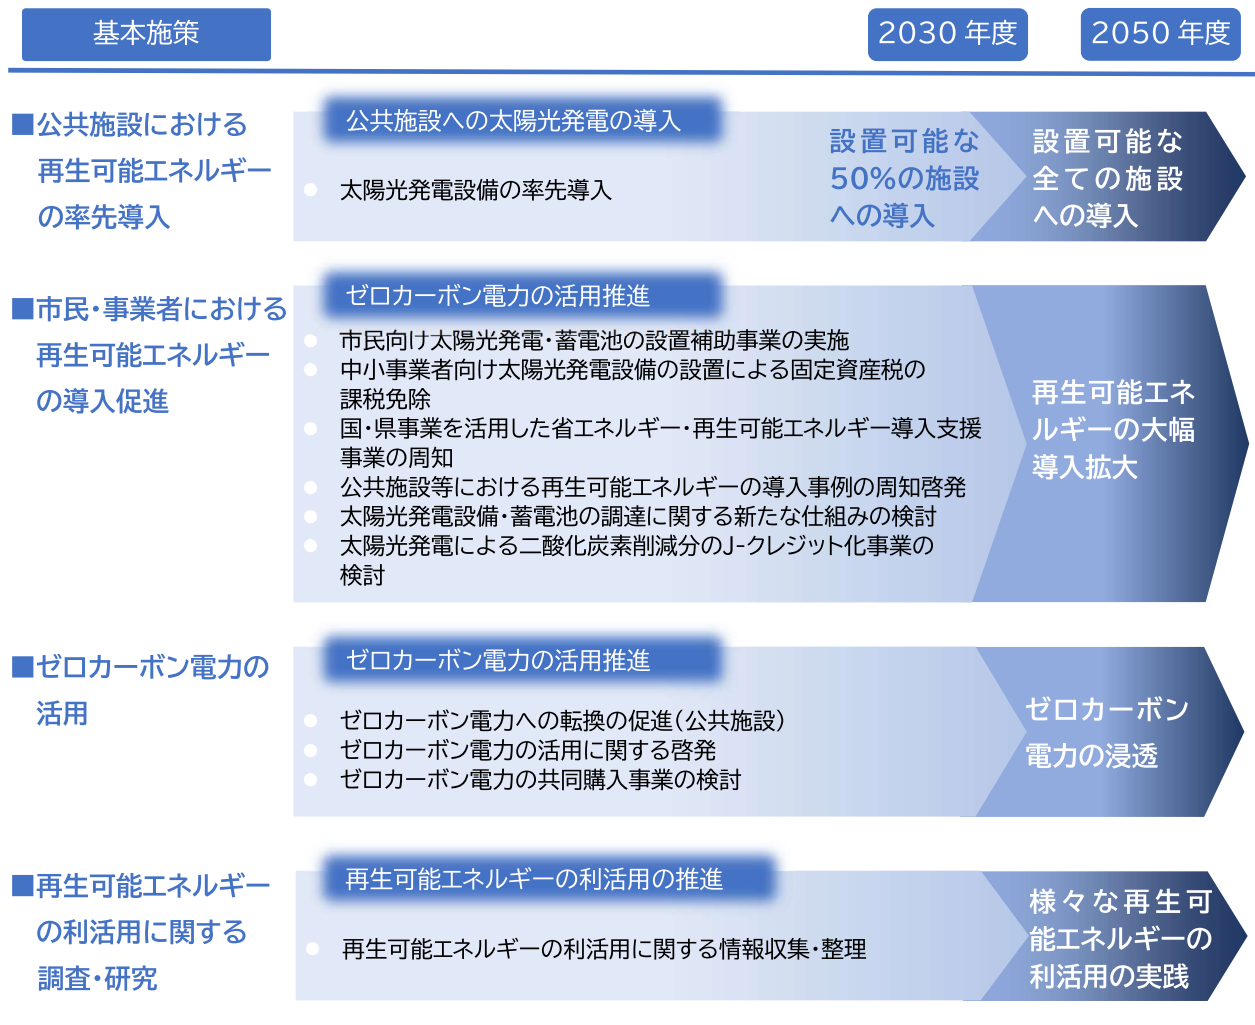 基本施策
2030 年度
2050 年度
■公共施設における
再生可能エネルギー
の率先導入
公共施設への太陽光発電の導入
太陽光発電設備の率先導入
設置可能な
50%の施設
への導入
設置可能な
全ての施設
への導入
■市民・事業者における
再生可能エネルギー
の導入促進
ゼロカーボン電力の活用推進
市民向け太陽光発電・蓄電池の設置補助事業の実施
中小事業者向け太陽光発電設備の設置による固定資産税の
課税免除
国・県事業を活用した省エネルギー・再生可能エネルギー導入支援
事業の周知
公共施設等における再生可能エネルギーの導入事例の周知啓発
太陽光発電設備・蓄電池の調達に関する新たな仕組みの検討
太陽光発電による二酸化炭素削減分のJ-クレジット化事業の
検討
再生可能エネ
ルギーの大幅
導入拡大
■ゼロカーボン電力の
活用
ゼロカーボン電力の活用推進
ゼロカーボン電力への転換の促進（公共施設）
ゼロカーボン電力の活用に関する啓発
ゼロカーボン電力の共同購入事業の検討
ゼロカーボン
電力の浸透
■再生可能エネルギー
の利活用に関する
調査・研究
再生可能エネルギーの利活用の推進
再生可能エネルギーの利活用に関する情報収集・整理
様々な再生可
能エネルギーの
利活用の実践